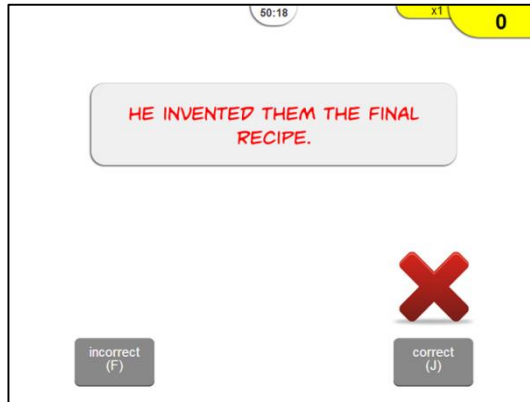 50:18
x1
0
HE INVENTED THEM THE FINAL
RECIPE.
incorrect
(F)
correct
(J)